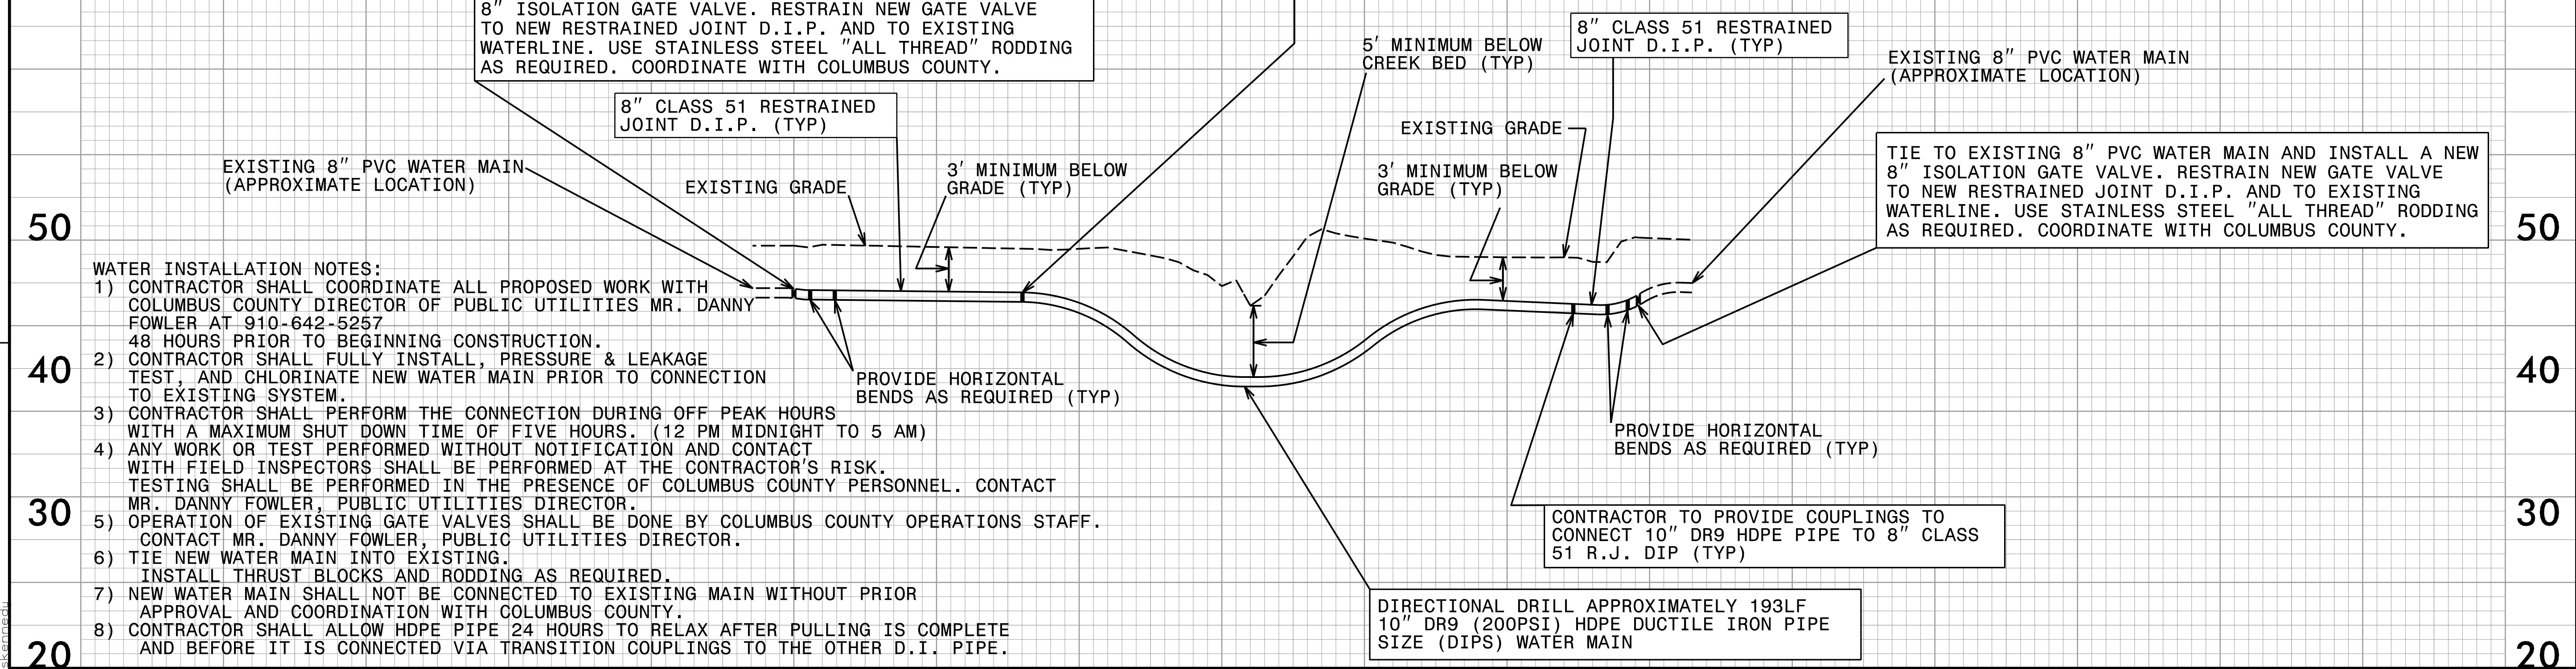 8" ISOLATION GATE VALVE. RESTRAIN NEW GATE VALVE
TO NEW RESTRAINED JOINT D.I.P. AND TO EXISTING
WATERLINE. USE STAINLESS STEEL "ALL THREAD" RODDING
AS REQUIRED. COORDINATE WITH COLUMBUS COUNTY.
8" CLASS 51 RESTRAINED
JOINT D.I.P. (TYP)
EXISTING 8" PVC WATER MAIN
(APPROXIMATE LOCATION)
EXISTING GRADE
3' MINIMUM BELOW
GRADE (TYP)
5' MINIMUM BELOW
CREEK BED (TYP)
8" CLASS 51 RESTRAINED
JOINT D.I.P. (TYP)
EXISTING GRADE
3' MINIMUM BELOW
GRADE (TYP)
EXISTING 8" PVC WATER MAIN
(APPROXIMATE LOCATION)
TIE TO EXISTING 8" PVC WATER MAIN AND INSTALL A NEW
8" ISOLATION GATE VALVE. RESTRAIN NEW GATE VALVE
TO NEW RESTRAINED JOINT D.I.P. AND TO EXISTING
WATERLINE. USE STAINLESS STEEL "ALL THREAD" RODDING
AS REQUIRED. COORDINATE WITH COLUMBUS COUNTY.
50
50
40
40
30
30
20
20
WATER INSTALLATION NOTES:
1) CONTRACTOR SHALL COORDINATE ALL PROPOSED WORK WITH
COLUMBUS COUNTY DIRECTOR OF PUBLIC UTILITIES MR. DANNY
FOWLER AT 910-642-5257
48 HOURS PRIOR TO BEGINNING CONSTRUCTION.
2) CONTRACTOR SHALL FULLY INSTALL, PRESSURE & LEAKAGE
TEST, AND CHLORINATE NEW WATER MAIN PRIOR TO CONNECTION
TO EXISTING SYSTEM.
3) CONTRACTOR SHALL PERFORM THE CONNECTION DURING OFF PEAK HOURS
WITH A MAXIMUM SHUT DOWN TIME OF FIVE HOURS. (12 PM MIDNIGHT TO 5 AM)
4) ANY WORK OR TEST PERFORMED WITHOUT NOTIFICATION AND CONTACT
WITH FIELD INSPECTORS SHALL BE PERFORMED AT THE CONTRACTOR'S RISK.
TESTING SHALL BE PERFORMED IN THE PRESENCE OF COLUMBUS COUNTY PERSONNEL. CONTACT
MR. DANNY FOWLER, PUBLIC UTILITIES DIRECTOR.
5) OPERATION OF EXISTING GATE VALVES SHALL BE DONE BY COLUMBUS COUNTY OPERATIONS STAFF.
CONTACT MR. DANNY FOWLER, PUBLIC UTILITIES DIRECTOR.
6) TIE NEW WATER MAIN INTO EXISTING.
INSTALL THRUST BLOCKS AND RODDING AS REQUIRED.
7) NEW WATER MAIN SHALL NOT BE CONNECTED TO EXISTING MAIN WITHOUT PRIOR
APPROVAL AND COORDINATION WITH COLUMBUS COUNTY.
8) CONTRACTOR SHALL ALLOW HDPE PIPE 24 HOURS TO RELAX AFTER PULLING IS COMPLETE
AND BEFORE IT IS CONNECTED VIA TRANSITION COUPLINGS TO THE OTHER D.I. PIPE.
PROVIDE HORIZONTAL
BENDS AS REQUIRED (TYP)
PROVIDE HORIZONTAL
BENDS AS REQUIRED (TYP)
CONTRACTOR TO PROVIDE COUPLINGS TO
CONNECT 10" DR9 HDPE PIPE TO 8" CLASS
51 R.J. DIP (TYP)
DIRECTIONAL DRILL APPROXIMATELY 193LF
10" DR9 (200PSI) HDPE DUCTILE IRON PIPE
SIZE (DIPS) WATER MAIN
skennedu